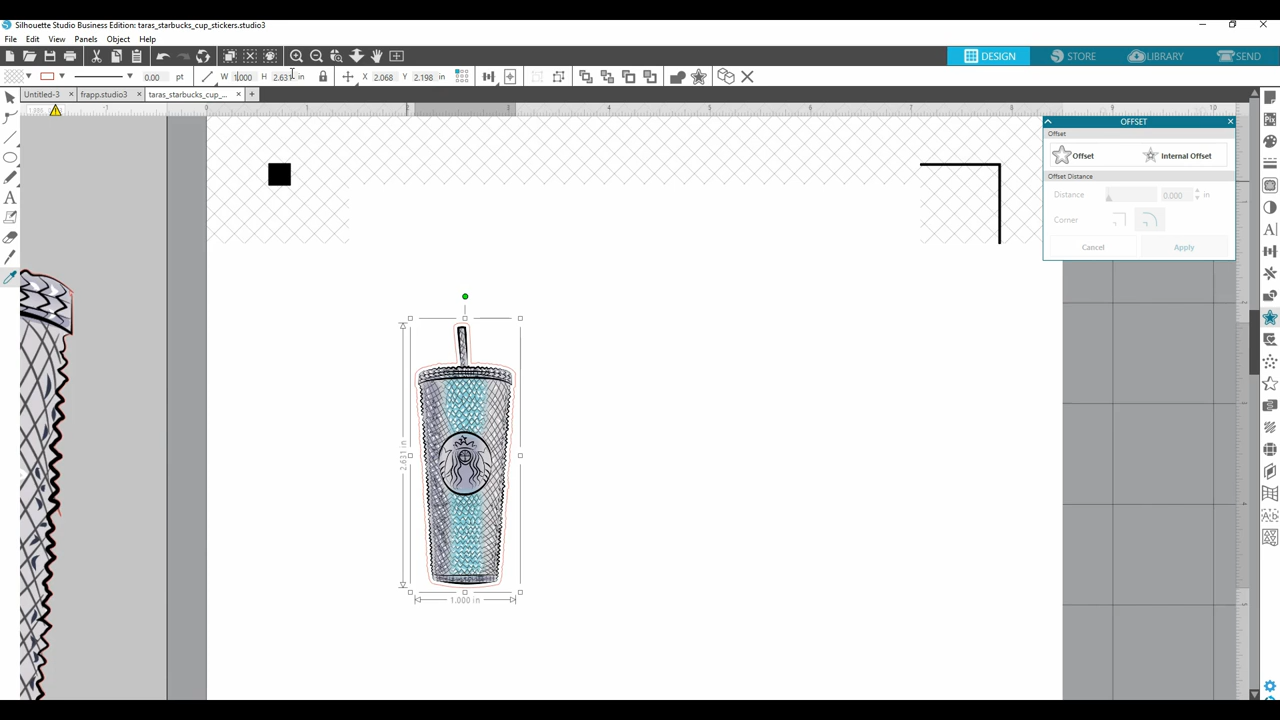 Silhouette Studio Business Edition: taras_starbucks_cup_stickers.studio3
File Edit View Panels Object Help
DESIGN STORE LIBRARY SEND
0.00 pt W 1.000 H 2.631 in X 2.068 Y 2.198 in
Untitled-3 frapp.studio3 taras_starbucks_cup_...
OFFSET
Offset
Offset Internal Offset
Offset Distance
Distance 0.000 in
Corner
Cancel Apply
2.631 in
1.000 in